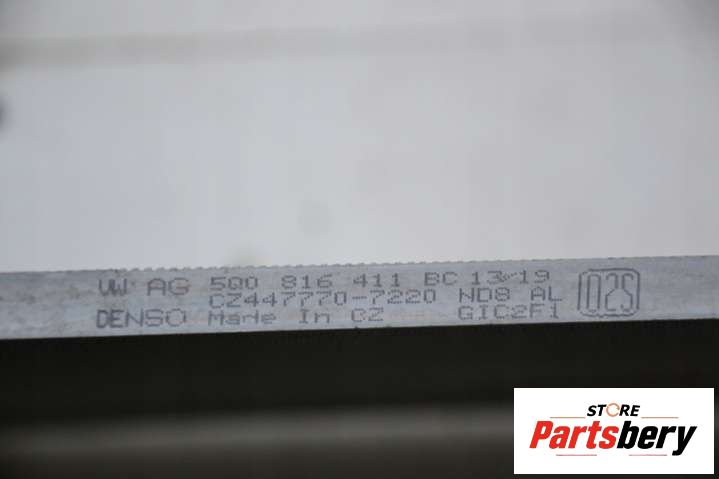 VW AG 5Q0 816 411 BC 13/19
CZ447770-7220 ND8 AL
DENSO Made In CZ GIC2F1
D2S
STORE
Partsbery